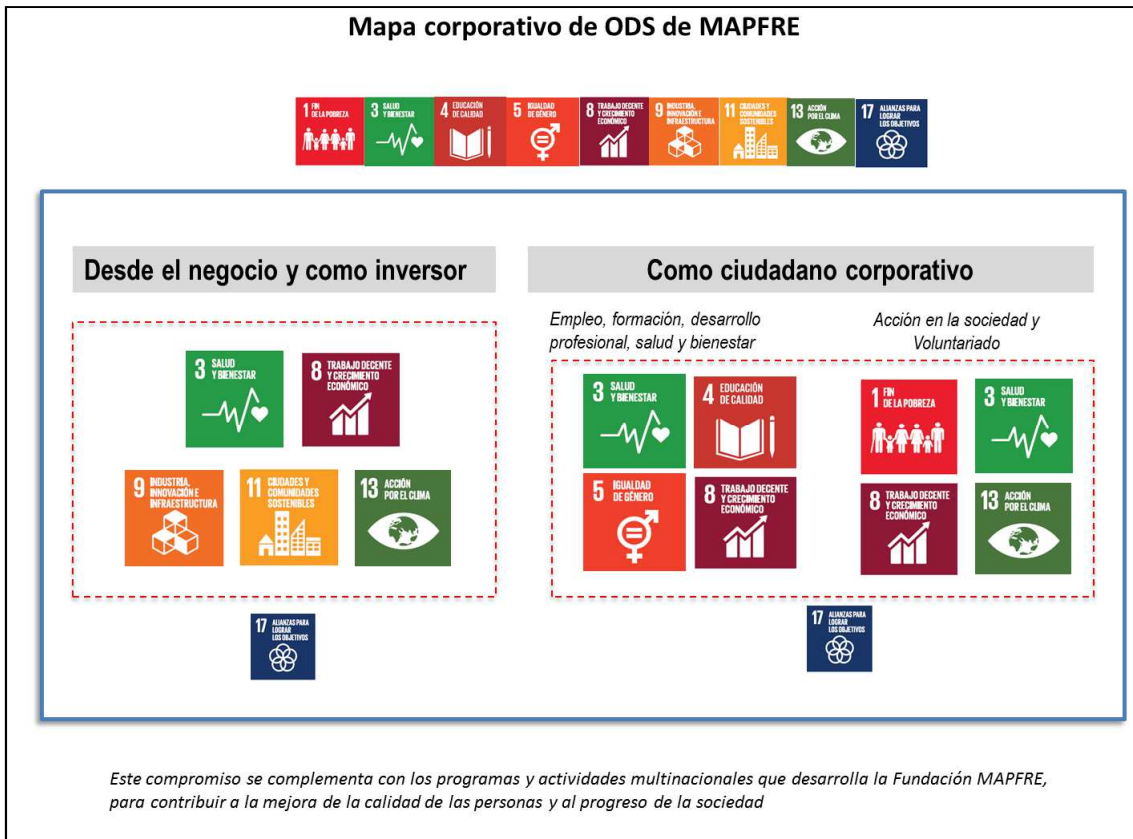 Mapa corporativo de ODS de MAPFRE
1 FIN
DE LA POBREZA
3 SALUD
Y BIENESTAR
4 EDUCACIÓN
DE CALIDAD
5 IGUALDAD
DE GÉNERO
8 TRABAJO DECENTE
Y CRECIMIENTO
ECONÓMICO
9 INDUSTRIA,
INNOVACIÓN E
INFRAESTRUCTURA
11 CIUDADES Y
COMUNIDADES
SOSTENIBLES
13 ACCIÓN
POR EL CLIMA
17 ALIANZAS PARA
LOGRAR
LOS OBJETIVOS
Desde el negocio y como inversor
3 SALUD
Y BIENESTAR
8 TRABAJO DECENTE
Y CRECIMIENTO
ECONÓMICO
9 INDUSTRIA,
INNOVACIÓN E
INFRAESTRUCTURA
11 CIUDADES Y
COMUNIDADES
SOSTENIBLES
13 ACCIÓN
POR EL CLIMA
17 ALIANZAS PARA
LOGRAR
LOS OBJETIVOS
Como ciudadano corporativo
Empleo, formación, desarrollo
profesional, salud y bienestar
3 SALUD
Y BIENESTAR
4 EDUCACIÓN
DE CALIDAD
5 IGUALDAD
DE GÉNERO
8 TRABAJO DECENTE
Y CRECIMIENTO
ECONÓMICO
Acción en la sociedad y
Voluntariado
1 FIN
DE LA POBREZA
3 SALUD
Y BIENESTAR
8 TRABAJO DECENTE
Y CRECIMIENTO
ECONÓMICO
13 ACCIÓN
POR EL CLIMA
17 ALIANZAS PARA
LOGRAR
LOS OBJETIVOS
Este compromiso se complementa con los programas y actividades multinacionales que desarrolla la Fundación MAPFRE,
para contribuir a la mejora de la calidad de las personas y al progreso de la sociedad